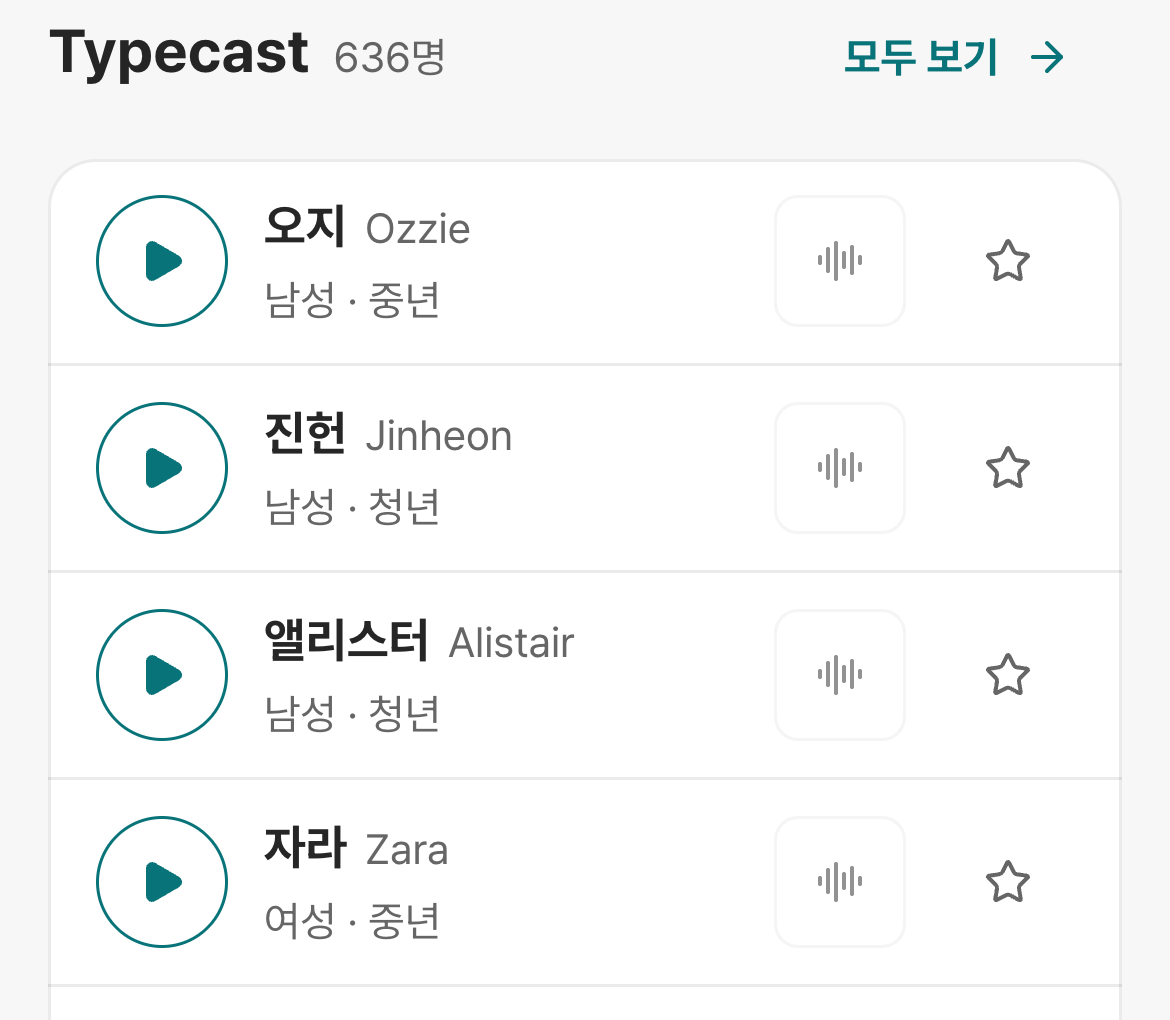 Typecast 636명 모두 보기 →
오지 Ozzie
남성 · 중년
진헌 Jinheon
남성 · 청년
앨리스터 Alistair
남성 · 청년
자라 Zara
여성 · 중년